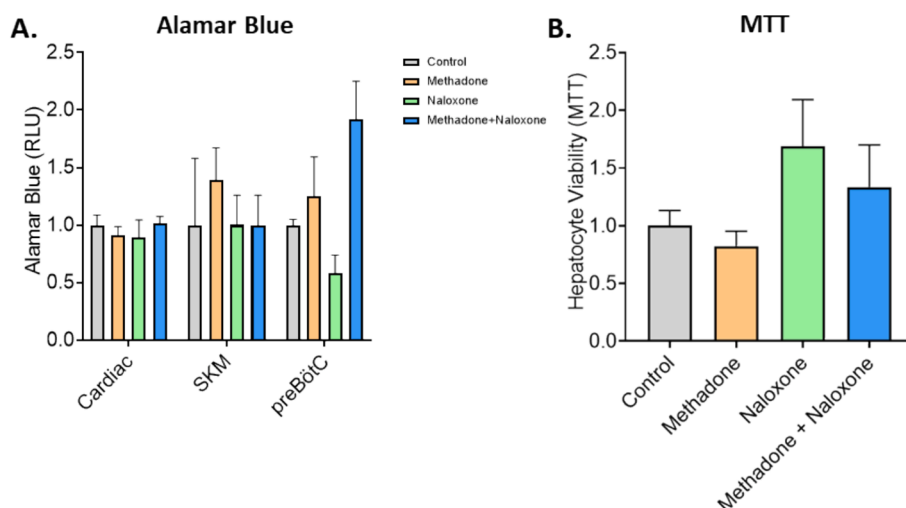 A.
Alamar Blue
Alamar Blue (RLU)
2.5
2.0
1.5
1.0
0.5
0.0
Cardiac
SKM
preBötC
Control
Methadone
Naloxone
Methadone+Naloxone
B.
MTT
Hepatocyte Viability (MTT)
2.5
2.0
1.5
1.0
0.5
0.0
Control
Methadone
Naloxone
Methadone + Naloxone